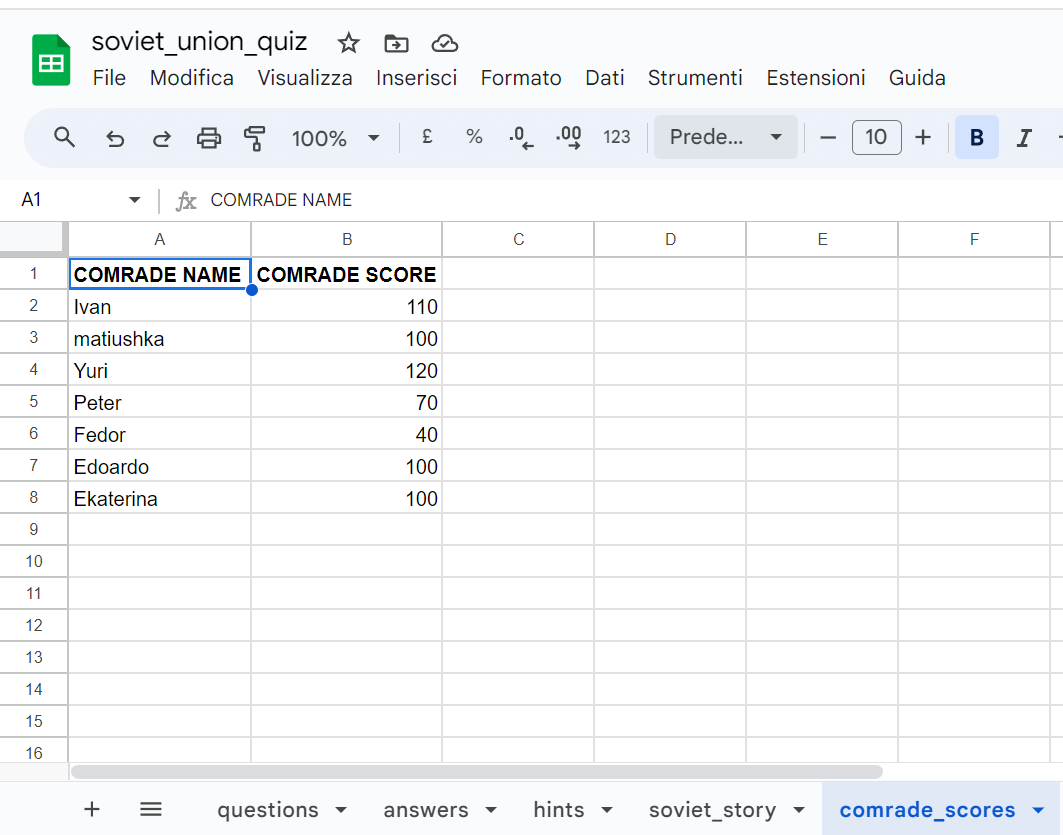 soviet_union_quiz
File Modifica Visualizza Inserisci Formato Dati Strumenti Estensioni Guida
100% £ % .0 .00 123 Prede... 10 B I
A1 fx COMRADE NAME
A B C D E F
1 COMRADE NAME COMRADE SCORE
2 Ivan 110
3 matiushka 100
4 Yuri 120
5 Peter 70
6 Fedor 40
7 Edoardo 100
8 Ekaterina 100
9
10
11
12
13
14
15
16
questions answers hints soviet_story comrade_scores